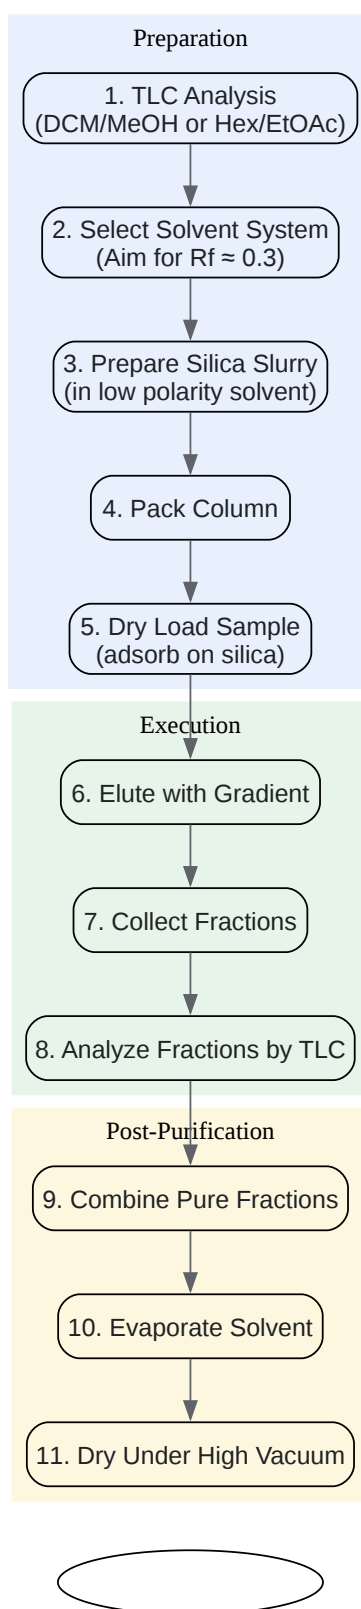 Preparation
1. TLC Analysis
(DCM/MeOH or Hex/EtOAc)
2. Select Solvent System
(Aim for Rf ≈ 0.3)
3. Prepare Silica Slurry
(in low polarity solvent)
4. Pack Column
5. Dry Load Sample
(adsorb on silica)
Execution
6. Elute with Gradient
7. Collect Fractions
8. Analyze Fractions by TLC
Post-Purification
9. Combine Pure Fractions
10. Evaporate Solvent
11. Dry Under High Vacuum